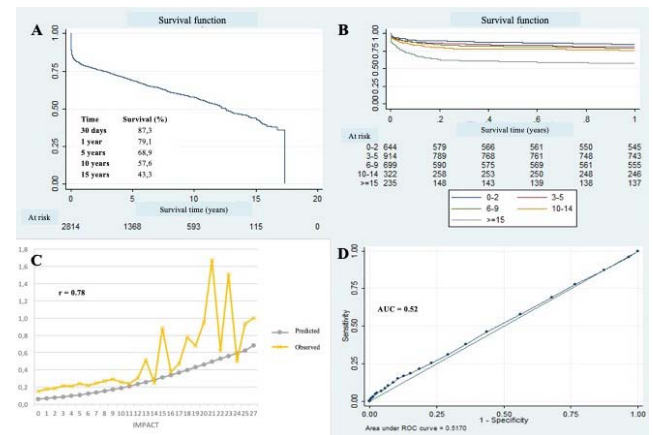 A
Survival function
1.00
0.75
0.50
0.25
0.00
Time Survival (%)
30 days 87,3
1 year 79,1
5 years 68,9
10 years 57,6
15 years 43,3
0 5 10 15 20
Survival time (years)
At risk
2814 1368 593 115 0
B
Survival function
0.00 0.25 0.50 0.75 1.00
0 .2 .4 .6 .8 1
Survival time (years)
At risk
0-2 644 579 566 561 550 545
3-5 914 789 768 761 748 743
6-9 699 590 575 569 561 555
10-14 322 258 253 250 248 246
>=15 235 148 143 139 138 137
0-2 3-5
6-9 10-14
>=15
C
r = 0.78
1,8
1,6
1,4
1,2
1,0
0,8
0,6
0,4
0,2
0,0
0 1 2 3 4 5 6 7 8 9 10 11 12 13 14 15 16 17 18 19 20 21 22 23 24 25 27
IMPACT
Predicted
Observed
D
AUC = 0.52
Sensitivity
1.00
0.75
0.50
0.25
0.00
0.00 0.25 0.50 0.75 1.00
1 - Specificity
Area under ROC curve = 0.5170